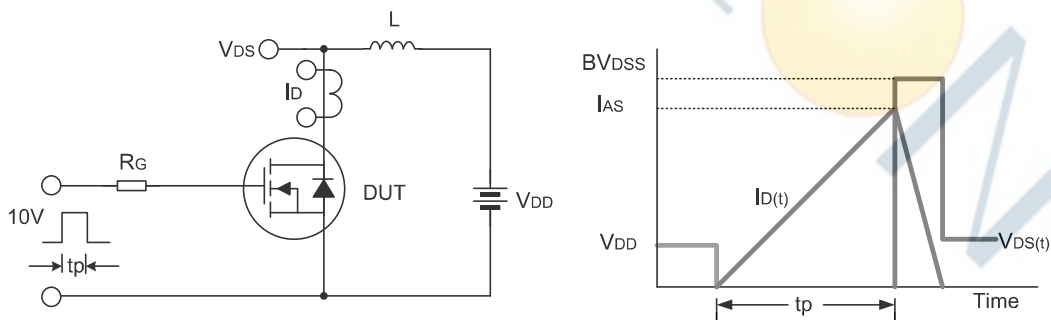 L
VDS
ID
RG
DUT
VDD
10V
tp
BVDSS
IAS
ID(t)
VDD
VDS(t)
tp
Time